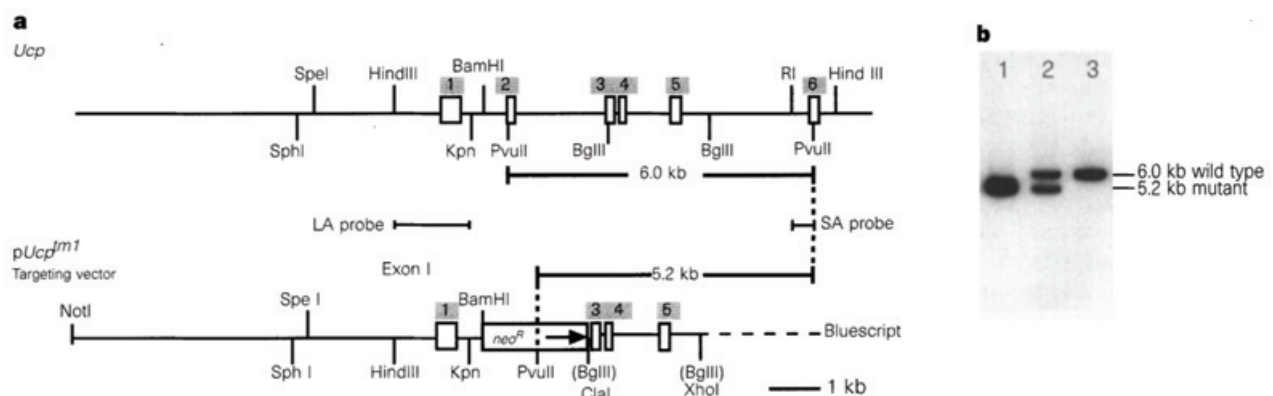 a
Ucp
SpeI HindIII BamHI RI Hind III
1 2 3 4 5 6
SphI Kpn PvuII BglII BglII PvuII
6.0 kb
LA probe SA probe
pUcp^tm1
Targeting vector
Exon I 5.2 kb
NotI Spe I BamHI
1 3 4 5
neo^R Bluescript
Sph I HindIII Kpn PvuII (BglII) (BglII)
ClaI XhoI 1 kb
b
1 2 3
6.0 kb wild type
5.2 kb mutant